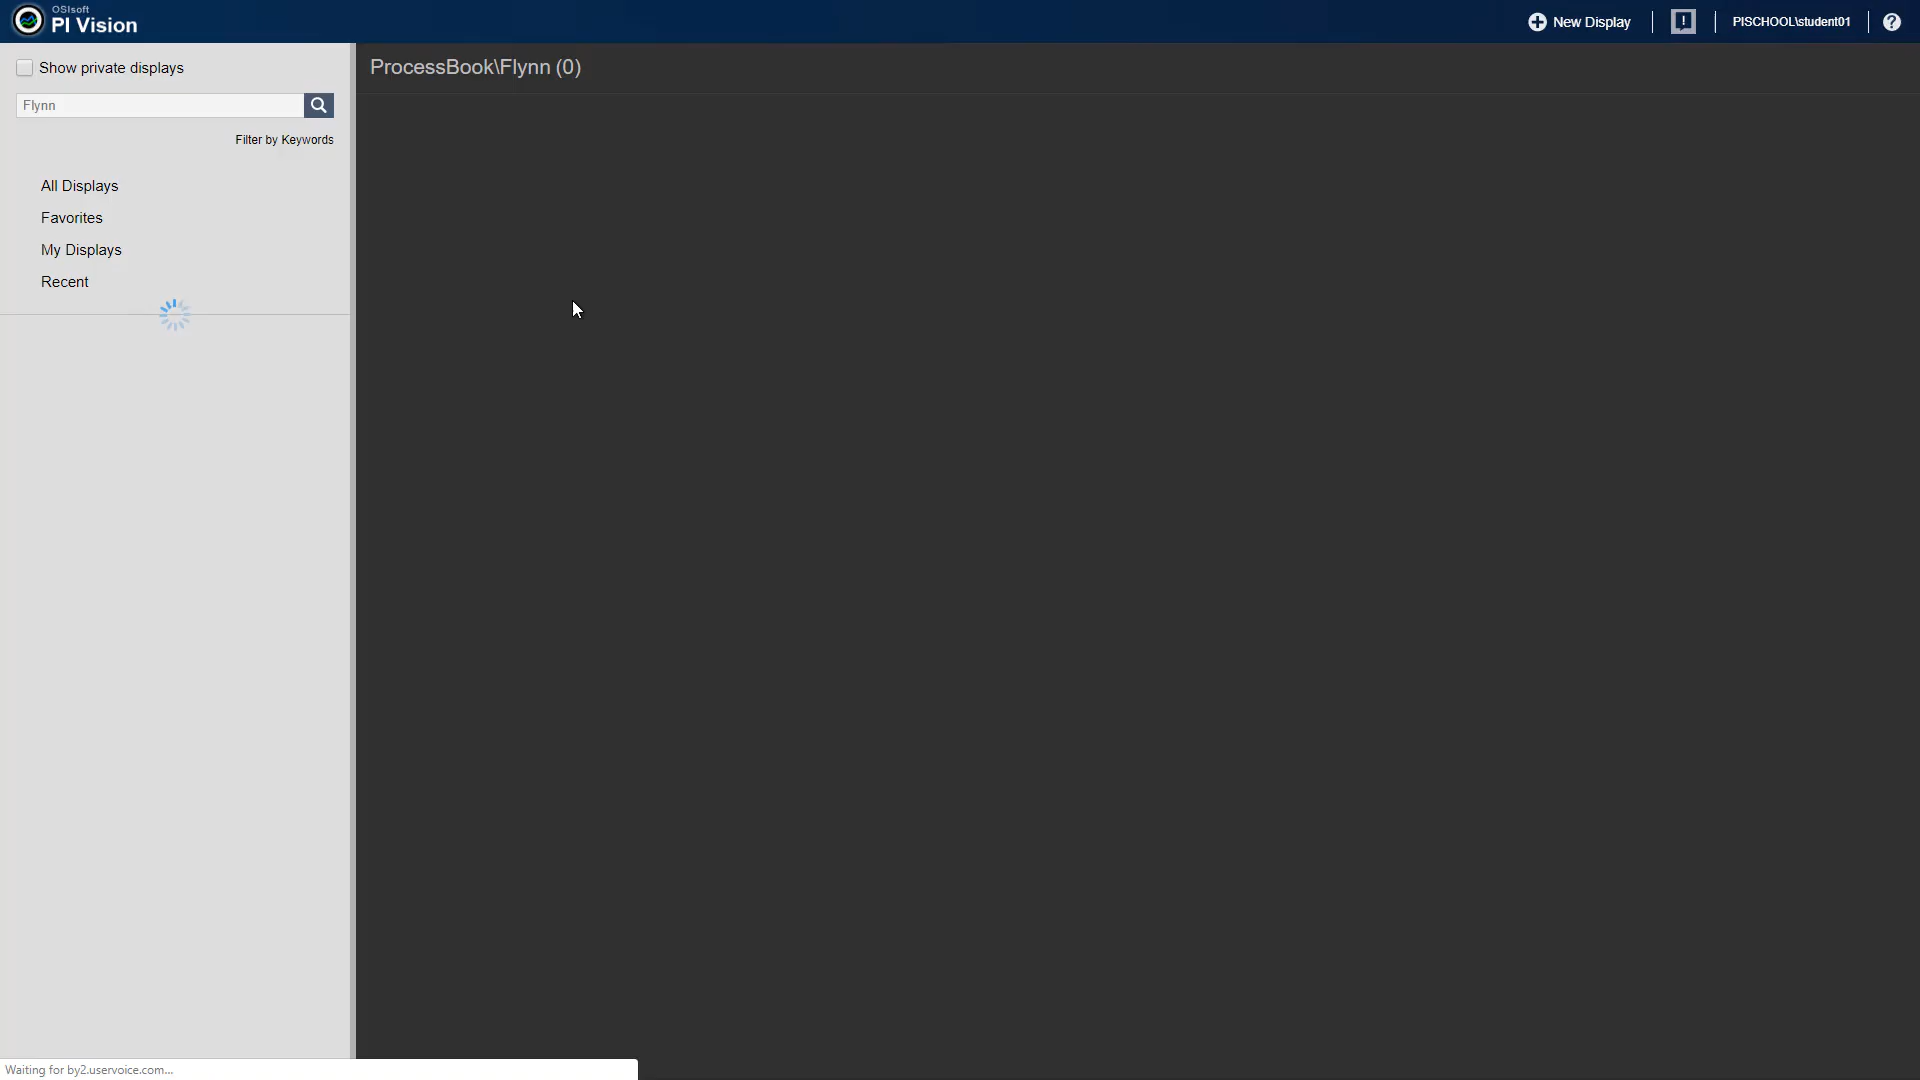 OSIsoft
PI Vision
New Display
PISCHOOL\student01
Show private displays
ProcessBook\Flynn (0)
Flynn
Filter by Keywords
All Displays
Favorites
My Displays
Recent
Waiting for by2.uservoice.com...